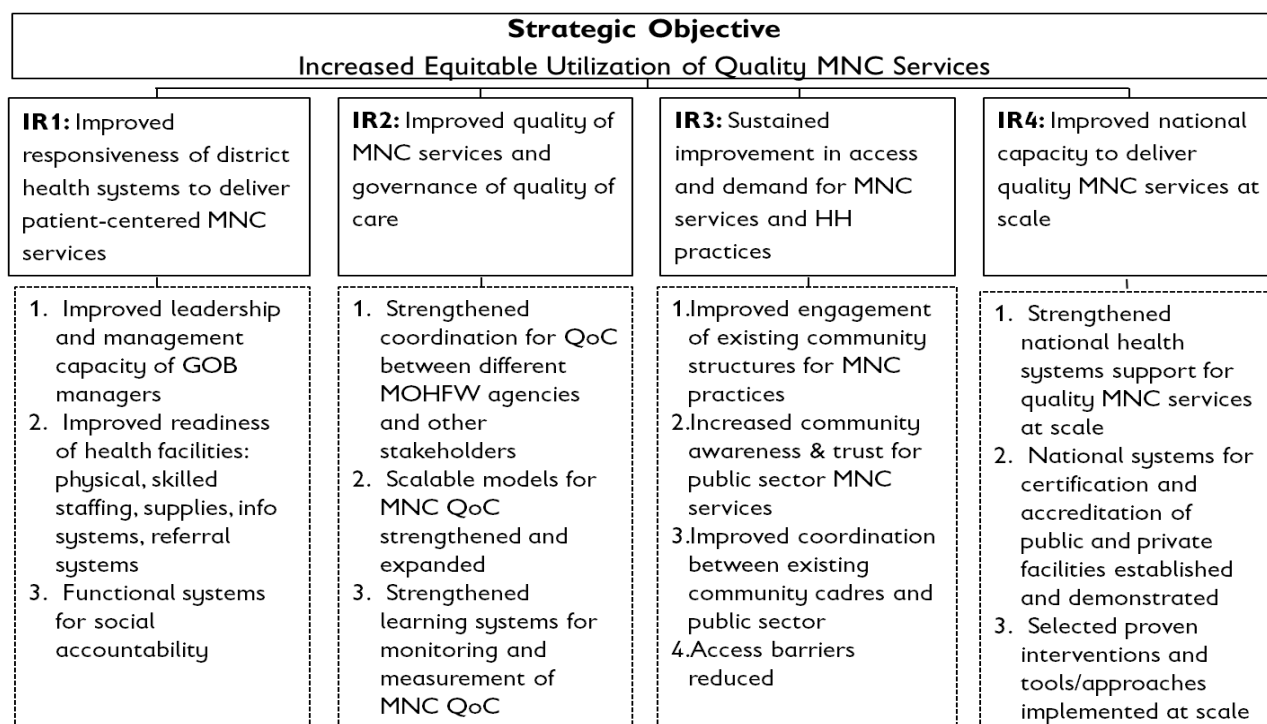 Strategic Objective
Increased Equitable Utilization of Quality MNC Services
IR1: Improved
responsiveness of district
health systems to deliver
patient-centered MNC
services
IR2: Improved quality of
MNC services and
governance of quality of
care
IR3: Sustained
improvement in access
and demand for MNC
services and HH
practices
IR4: Improved national
capacity to deliver
quality MNC services at
scale
1. Improved leadership
and management
capacity of GOB
managers
2. Improved readiness
of health facilities:
physical, skilled
staffing, supplies, info
systems, referral
systems
3. Functional systems
for social
accountability
1. Strengthened
coordination for QoC
between different
MOHFW agencies
and other
stakeholders
2. Scalable models for
MNC QoC
strengthened and
expanded
3. Strengthened
learning systems for
monitoring and
measurement of
MNC QoC
1.Improved engagement
of existing community
structures for MNC
practices
2.Increased community
awareness & trust for
public sector MNC
services
3.Improved coordination
between existing
community cadres and
public sector
4.Access barriers
reduced
1. Strengthened
national health
systems support for
quality MNC services
at scale
2. National systems for
certification and
accreditation of
public and private
facilities established
and demonstrated
3. Selected proven
interventions and
tools/approaches
implemented at scale